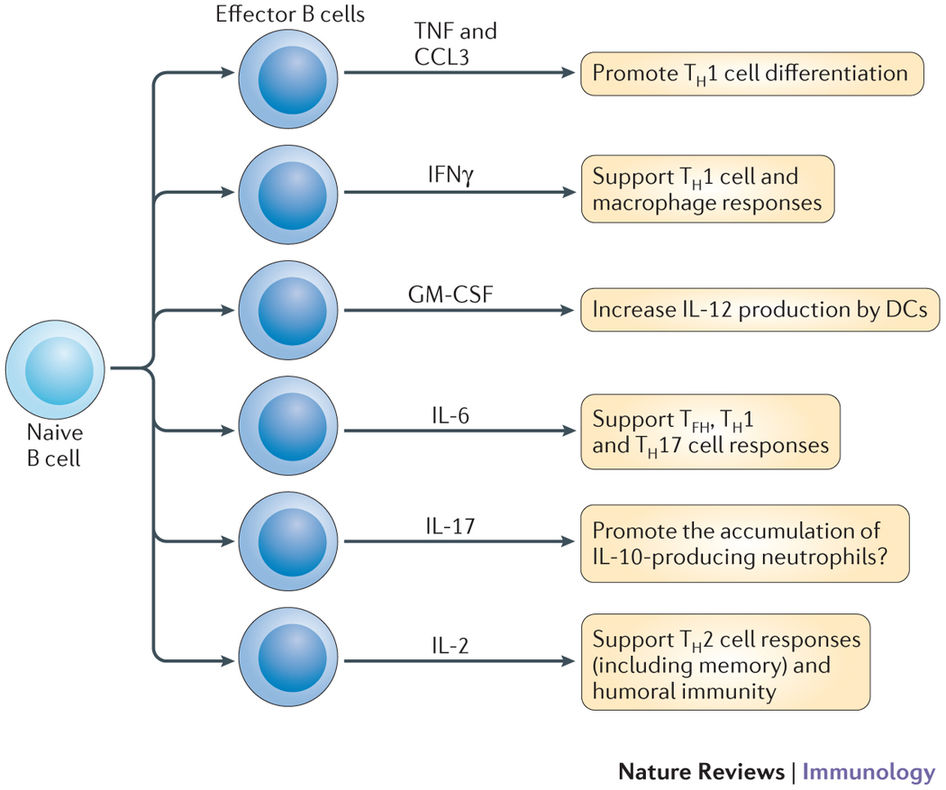 Effector B cells
TNF and
CCL3
Promote TH1 cell differentiation
IFNγ
Support TH1 cell and
macrophage responses
GM-CSF
Increase IL-12 production by DCs
Naive
B cell
IL-6
Support TFH, TH1
and TH17 cell responses
IL-17
Promote the accumulation of
IL-10-producing neutrophils?
IL-2
Support TH2 cell responses
(including memory) and
humoral immunity
Nature Reviews | Immunology